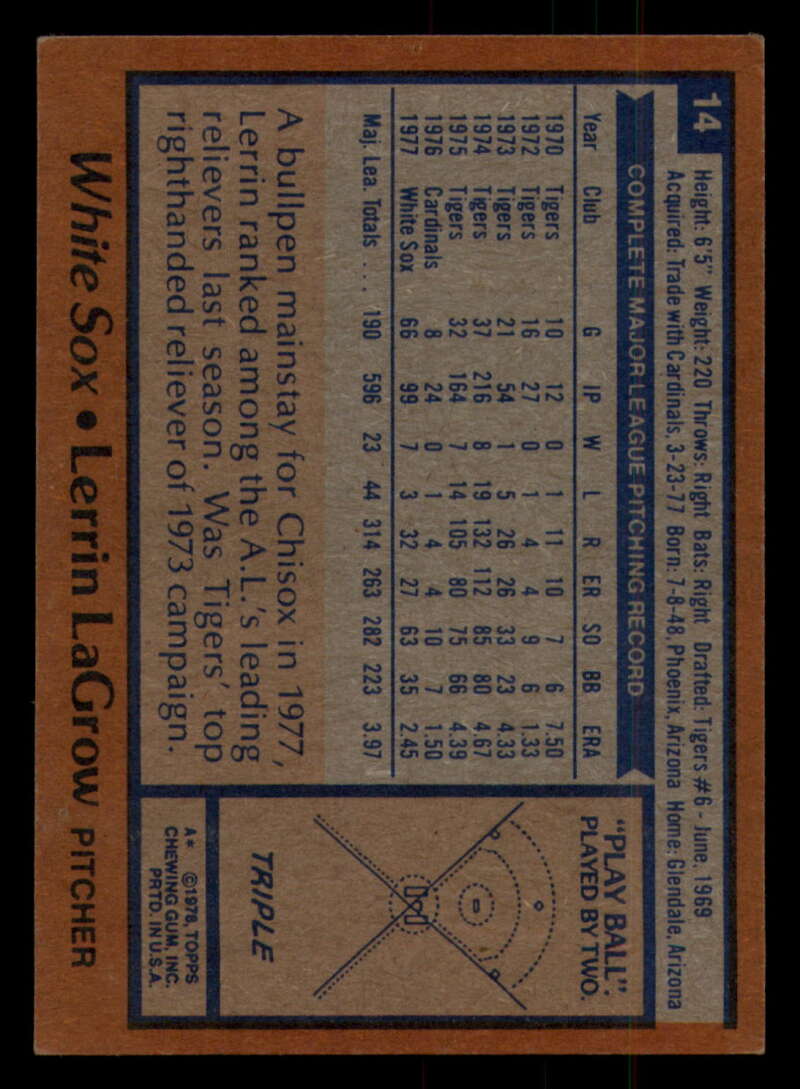 14
Height: 6'5" Weight: 220 Throws: Right Bats: Right Drafted: Tigers #6 - June, 1969
Acquired: Trade with Cardinals, 3-23-77 Born: 7-8-48, Phoenix, Arizona Home: Glendale, Arizona
COMPLETE MAJOR LEAGUE PITCHING RECORD
Year Club G IP W L R ER SO BB ERA
1970 Tigers 10 12 0 1 11 10 7 6 7.50
1972 Tigers 16 27 0 1 4 4 9 6 1.33
1973 Tigers 21 54 1 5 26 26 33 23 4.33
1974 Tigers 37 216 8 19 132 112 85 80 4.67
1975 Tigers 32 164 7 14 105 80 75 66 4.39
1976 Cardinals 8 24 0 1 4 4 10 7 1.50
1977 White Sox 66 99 7 3 32 27 63 35 2.45
Maj. Lea. Totals ... 190 596 23 44 314 263 282 223 3.97
A bullpen mainstay for Chisox in 1977,
Lerrin ranked among the A.L.'s leading
relievers last season. Was Tigers' top
righthanded reliever of 1973 campaign.
"PLAY BALL":
PLAYED BY TWO.
TRIPLE
A* ©1978, TOPPS
CHEWING GUM, INC.
PRTD. IN U.S.A.
White Sox • Lerrin LaGrow PITCHER